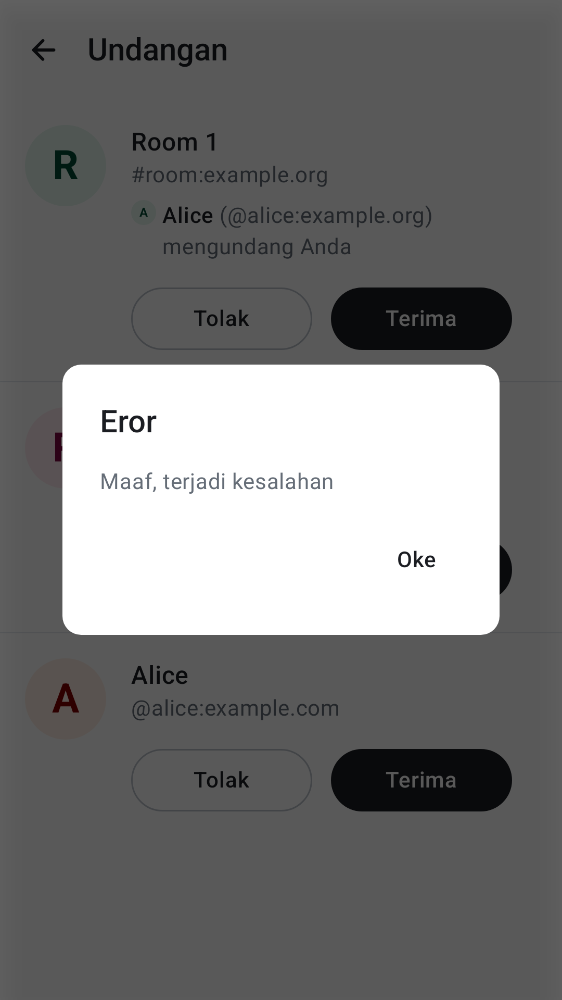 Undangan
R
Room 1
#room:example.org
A Alice (@alice:example.org)
mengundang Anda
Tolak
Terima
Eror
Maaf, terjadi kesalahan
Oke
A
Alice
@alice:example.com
Tolak
Terima